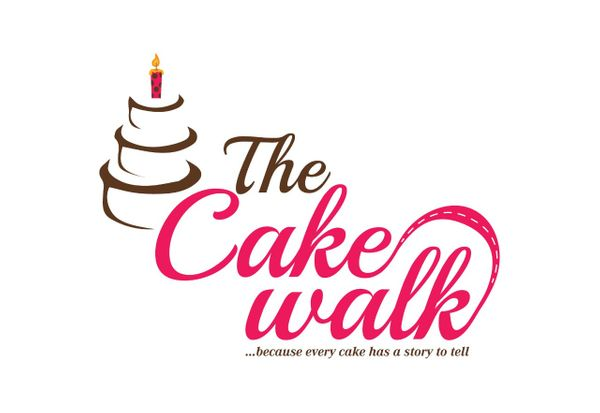 The
Cake
walk
...because every cake has a story to tell